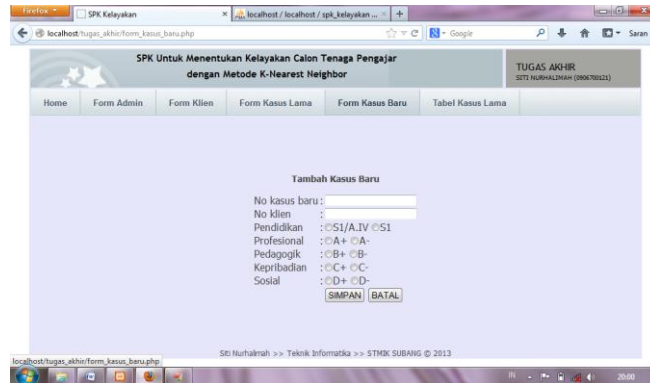 Firefox
SPK Kelayakan
localhost / localhost / spk_kelayakan ...
localhost/tugas_akhir/form_kasus_baru.php
Google
Saran
SPK Untuk Menentukan Kelayakan Calon Tenaga Pengajar
dengan Metode K-Nearest Neighbor
TUGAS AKHIR
SITI NURHALIMAH (0906700121)
Home Form Admin Form Klien Form Kasus Lama Form Kasus Baru Tabel Kasus Lama
Tambah Kasus Baru
No kasus baru :
No klien :
Pendidikan : S1/A.IV S1
Profesional : A+ A-
Pedagogik : B+ B-
Kepribadian : C+ C-
Sosial : D+ D-
SIMPAN BATAL
Siti Nurhalimah >> Teknik Informatika >> STMIK SUBANG © 2013
localhost/tugas_akhir/form_kasus_baru.php
IN
20:00